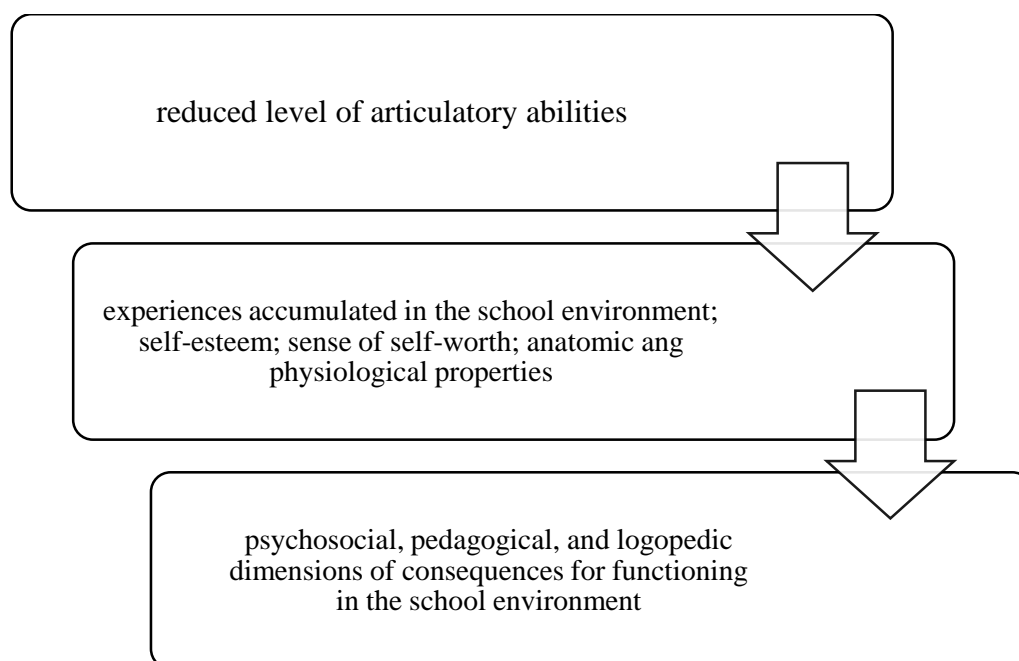 reduced level of articulatory abilities
experiences accumulated in the school environment;
self-esteem; sense of self-worth; anatomic ang
physiological properties
psychosocial, pedagogical, and logopedic
dimensions of consequences for functioning
in the school environment